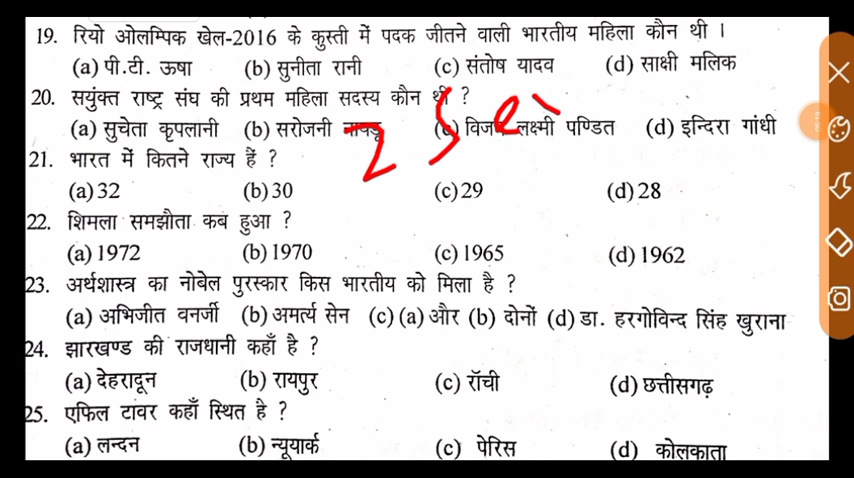 19. रियो ओलम्पिक खेल-2016 के कुस्ती में पदक जीतने वाली भारतीय महिला कौन थी ।
(a) पी.टी. ऊषा (b) सुनीता रानी (c) संतोष यादव (d) साक्षी मलिक
20. सयुंक्त राष्ट्र संघ की प्रथम महिला सदस्य कौन थी ?
(a) सुचेता कृपलानी (b) सरोजनी नायडू (c) विजय लक्ष्मी पण्डित (d) इन्दिरा गांधी
21. भारत में कितने राज्य हैं ?
(a) 32 (b) 30 (c) 29 (d) 28
22. शिमला समझौता कब हुआ ?
(a) 1972 (b) 1970 (c) 1965 (d) 1962
23. अर्थशास्त्र का नोबेल पुरस्कार किस भारतीय को मिला है ?
(a) अभिजीत वनर्जी (b) अमर्त्य सेन (c) (a) और (b) दोनों (d) डा. हरगोविन्द सिंह खुराना
24. झारखण्ड की राजधानी कहाँ है ?
(a) देहरादून (b) रायपुर (c) राँची (d) छत्तीसगढ़
25. एफिल टावर कहाँ स्थित है ?
(a) लन्दन (b) न्यूयार्क (c) पेरिस (d) कोलकाता